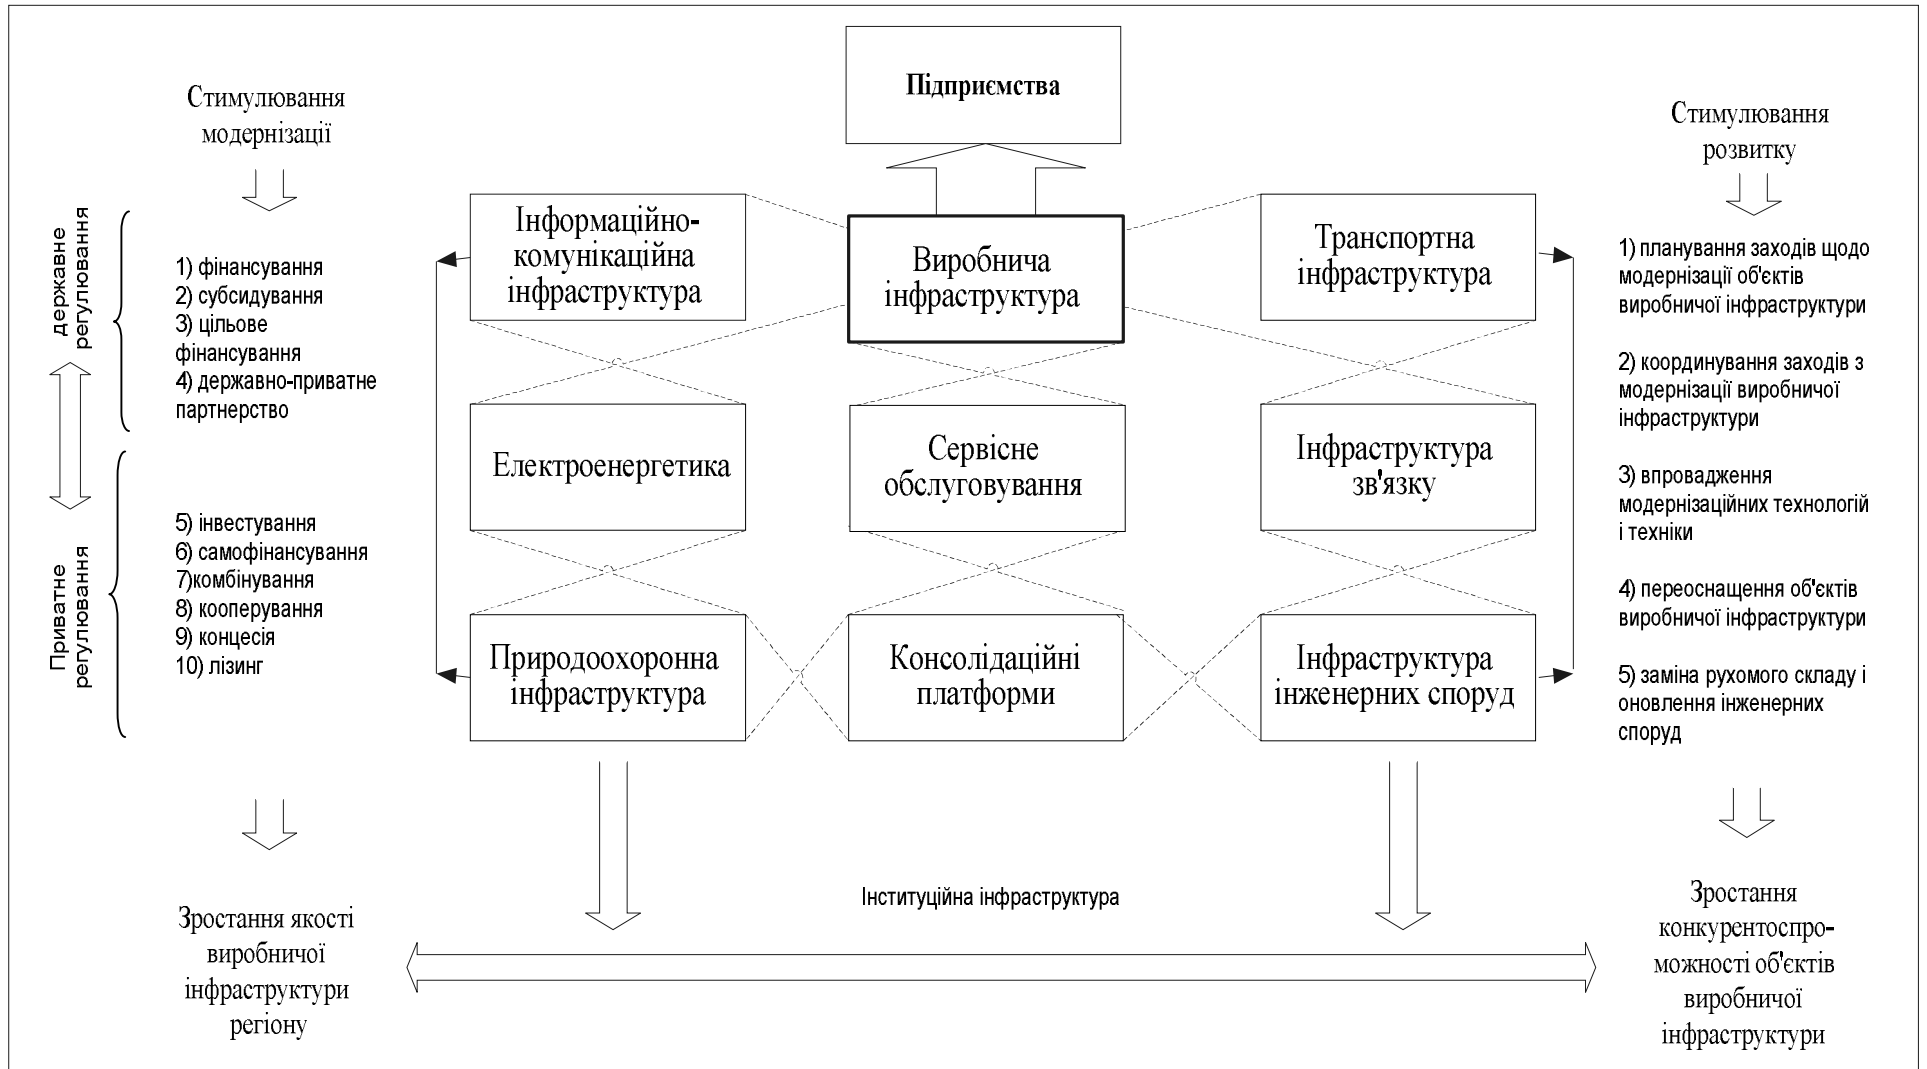 Підприємства
Стимулювання
модернізації
Стимулювання
розвитку
державне
регулювання
Приватне
регулювання
1) фінансування
2) субсидування
3) цільове
фінансування
4) державно-приватне
партнерство
5) інвестування
6) самофінансування
7)комбінування
8) кооперування
9) концесія
10) лізинг
Інформаційно-
комунікаційна
інфраструктура
Виробнича
інфраструктура
Транспортна
інфраструктура
Електроенергетика
Сервісне
обслуговування
Інфраструктура
зв'язку
Природоохоронна
інфраструктура
Консолідаційні
платформи
Інфраструктура
інженерних споруд
1) планування заходів щодо
модернізації об'єктів
виробничої інфраструктури
2) координування заходів з
модернізації виробничої
інфраструктури
3) впровадження
модернізаційних технологій
і техніки
4) переоснащення об'єктів
виробничої інфраструктури
5) заміна рухомого складу і
оновлення інженерних
споруд
Інституційна інфраструктура
Зростання якості
виробничої
інфраструктури
регіону
Зростання
конкурентоспро-
можності об'єктів
виробничої
інфраструктури